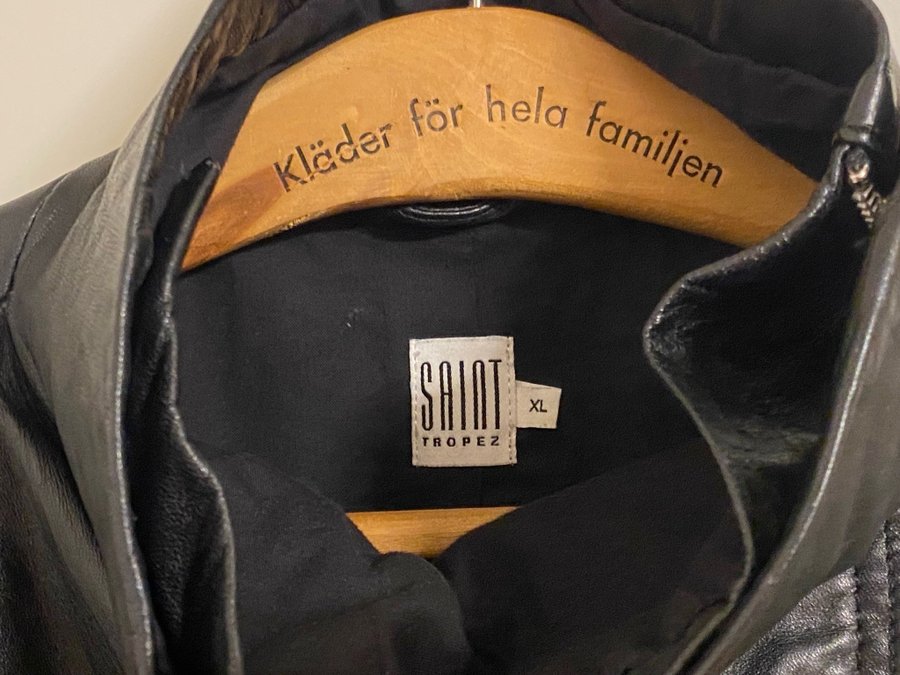 Kläder för hela familjen
SAINT
TROPEZ
XL